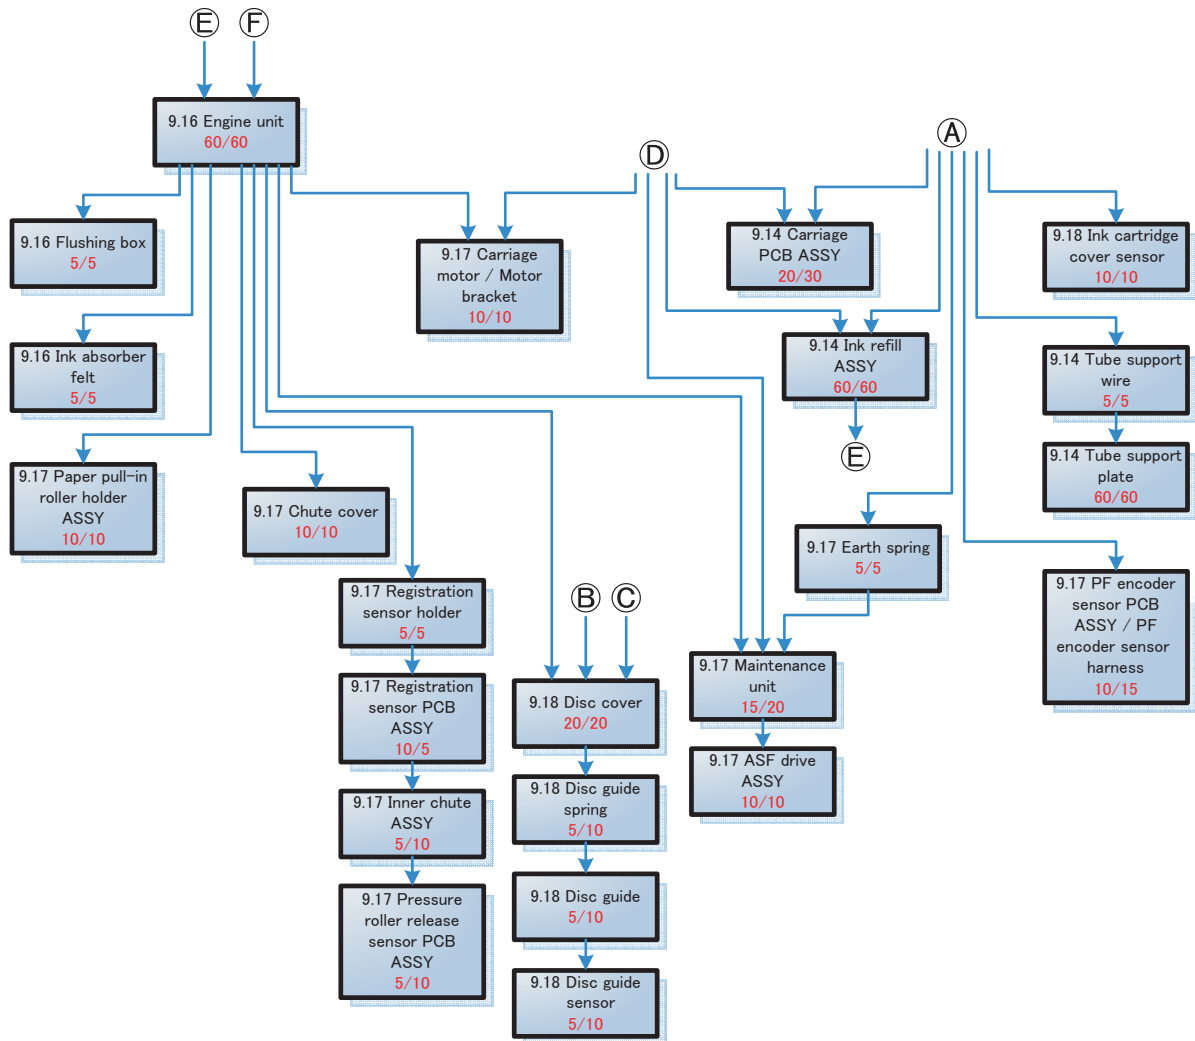 E
F
9.16 Engine unit
60/60
D
A
9.16 Flushing box
5/5
9.17 Carriage
motor / Motor
bracket
10/10
9.14 Carriage
PCB ASSY
20/30
9.18 Ink cartridge
cover sensor
10/10
9.16 Ink absorber
felt
5/5
9.14 Ink refill
ASSY
60/60
E
9.14 Tube support
wire
5/5
9.14 Tube support
plate
60/60
9.17 Paper pull-in
roller holder
ASSY
10/10
9.17 Chute cover
10/10
9.17 Earth spring
5/5
9.17 PF encoder
sensor PCB
ASSY / PF
encoder sensor
harness
10/15
9.17 Registration
sensor holder
5/5
B
C
9.17 Registration
sensor PCB
ASSY
10/5
9.18 Disc cover
20/20
9.17 Maintenance
unit
15/20
9.17 Inner chute
ASSY
5/10
9.18 Disc guide
spring
5/10
9.17 ASF drive
ASSY
10/10
9.17 Pressure
roller release
sensor PCB
ASSY
5/10
9.18 Disc guide
5/10
9.18 Disc guide
sensor
5/10